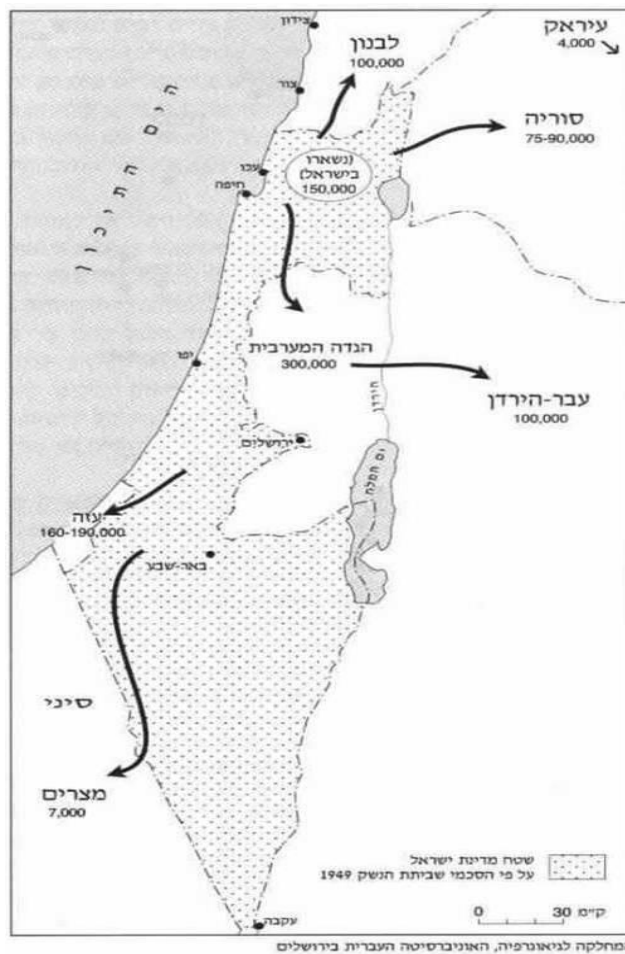 צידון
לבנון
100,000
עיראק
4,000
צור
סוריה
75-90,000
הים התיכון
עכו
חיפה
(נשארו
בישראל)
150,000
יפו
הגדה המערבית
300,000
הירדן
עבר-הירדן
100,000
ירושלים
ים המלח
עזה
160-190,000
באר-שבע
סיני
מצרים
7,000
שטח מדינת ישראל
על פי הסכמי שביתת הנשק 1949
0 30 ק״מ
עקבה
המחלקה לגיאוגרפיה, האוניברסיטה העברית בירושלים